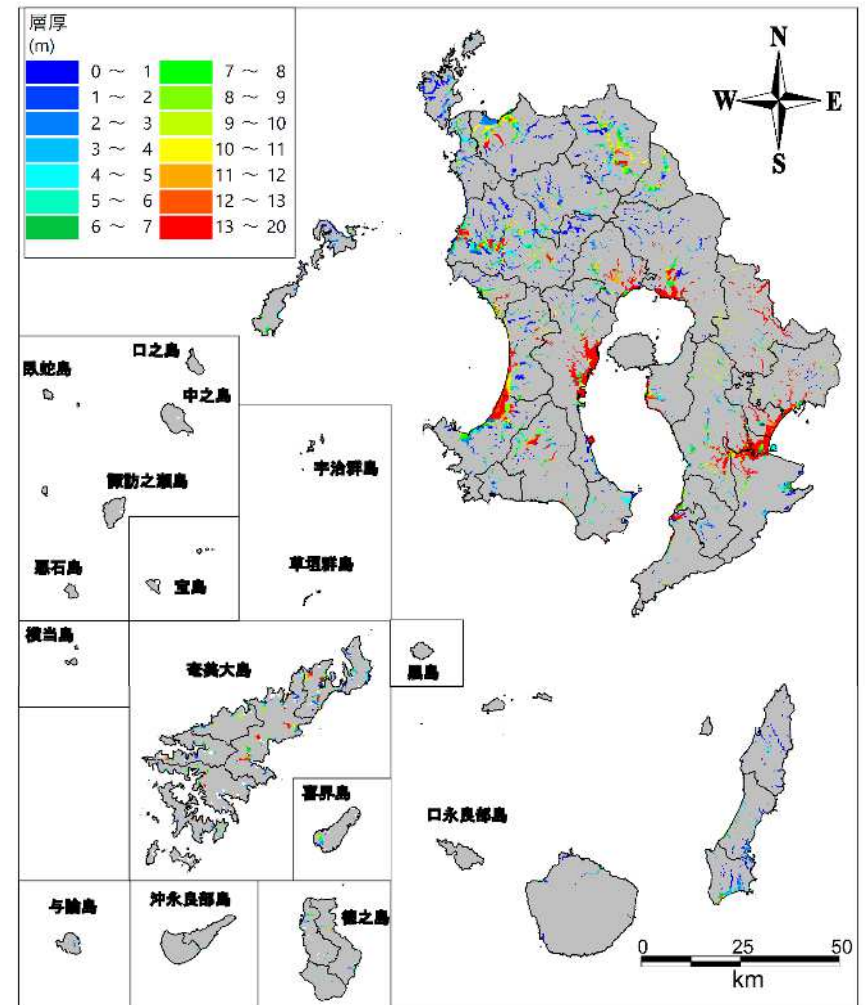 層厚
(m)
0 ～ 1
1 ～ 2
2 ～ 3
3 ～ 4
4 ～ 5
5 ～ 6
6 ～ 7
7 ～ 8
8 ～ 9
9 ～ 10
10 ～ 11
11 ～ 12
12 ～ 13
13 ～ 20
N
W
E
S
口之島
臥蛇島
中之島
諏訪之瀬島
悪石島
宝島
宇治群島
草垣群島
横当島
奄美大島
黒島
喜界島
口永良部島
与論島
沖永良部島
徳之島
0 25 50
km